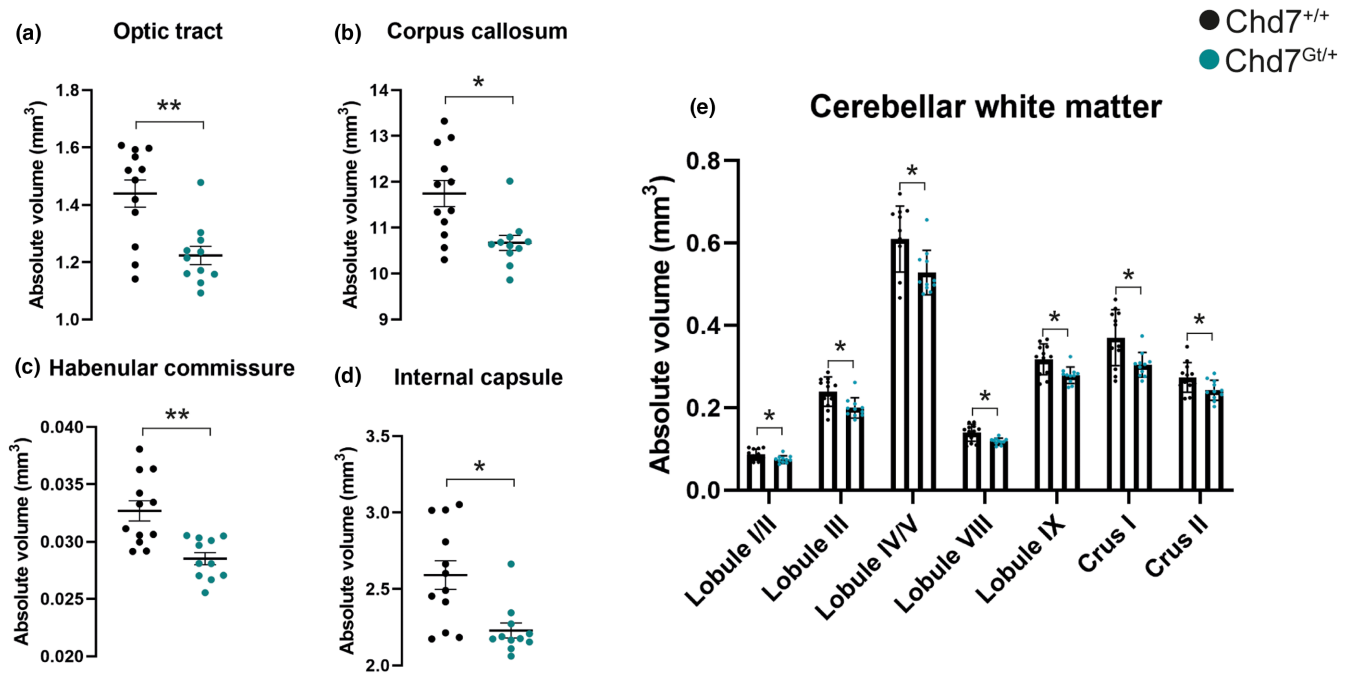 Chd7+/+
Chd7Gt/+
(a) Optic tract
Absolute volume (mm3)
1.8
1.6
1.4
1.2
1.0
**
(b) Corpus callosum
Absolute volume (mm3)
14
13
12
11
10
9
*
(c) Habenular commissure
Absolute volume (mm3)
0.040
0.035
0.030
0.025
0.020
**
(d) Internal capsule
Absolute volume (mm3)
3.5
3.0
2.5
2.0
*
(e) Cerebellar white matter
Absolute volume (mm3)
0.8
0.6
0.4
0.2
0.0
* * * * * * *
Lobule I/II
Lobule III
Lobule IV/V
Lobule VIII
Lobule IX
Crus I
Crus II